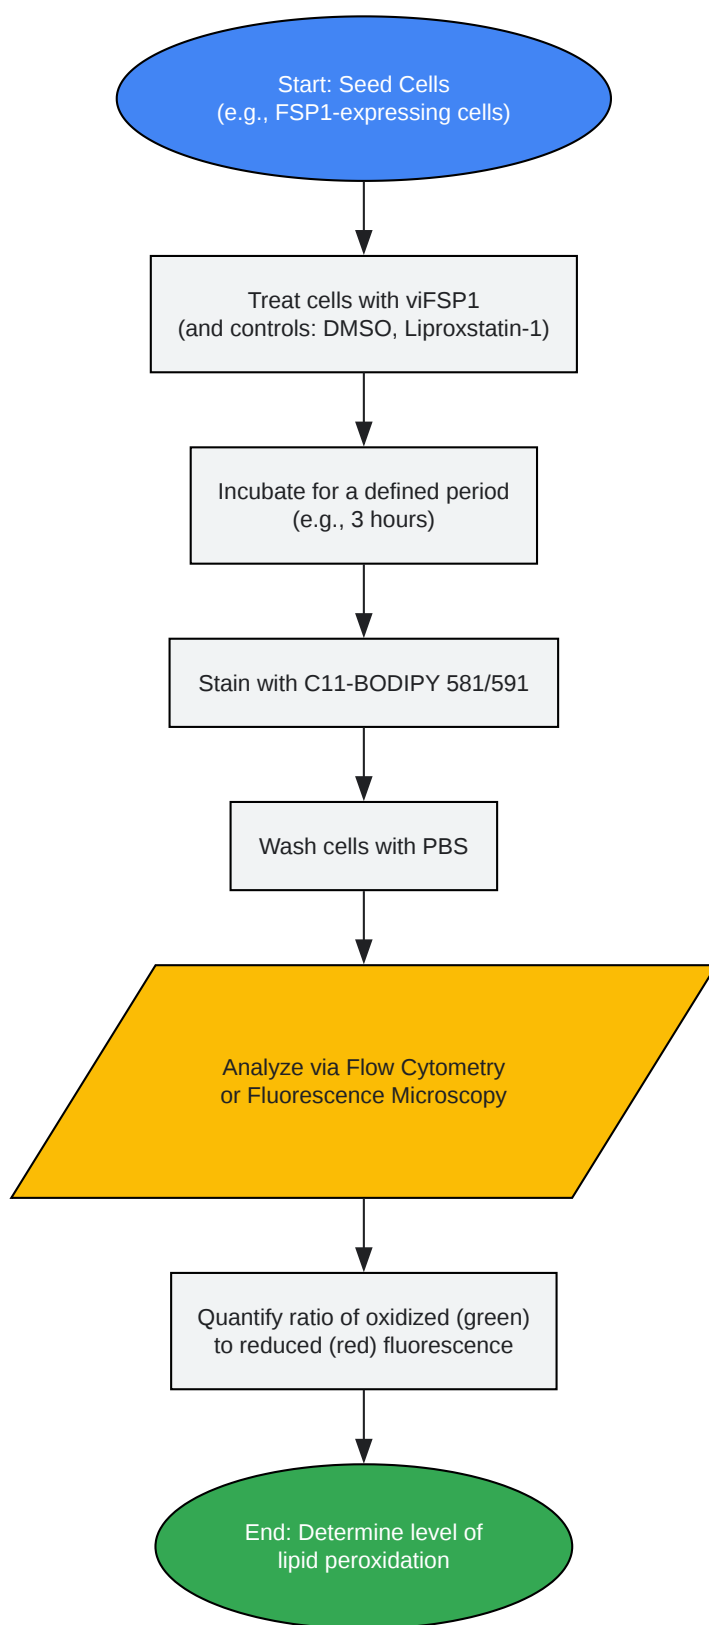 Start: Seed Cells
(e.g., FSP1-expressing cells)
Treat cells with viFSP1
(and controls: DMSO, Liproxstatin-1)
Incubate for a defined period
(e.g., 3 hours)
Stain with C11-BODIPY 581/591
Wash cells with PBS
Analyze via Flow Cytometry
or Fluorescence Microscopy
Quantify ratio of oxidized (green)
to reduced (red) fluorescence
End: Determine level of
lipid peroxidation